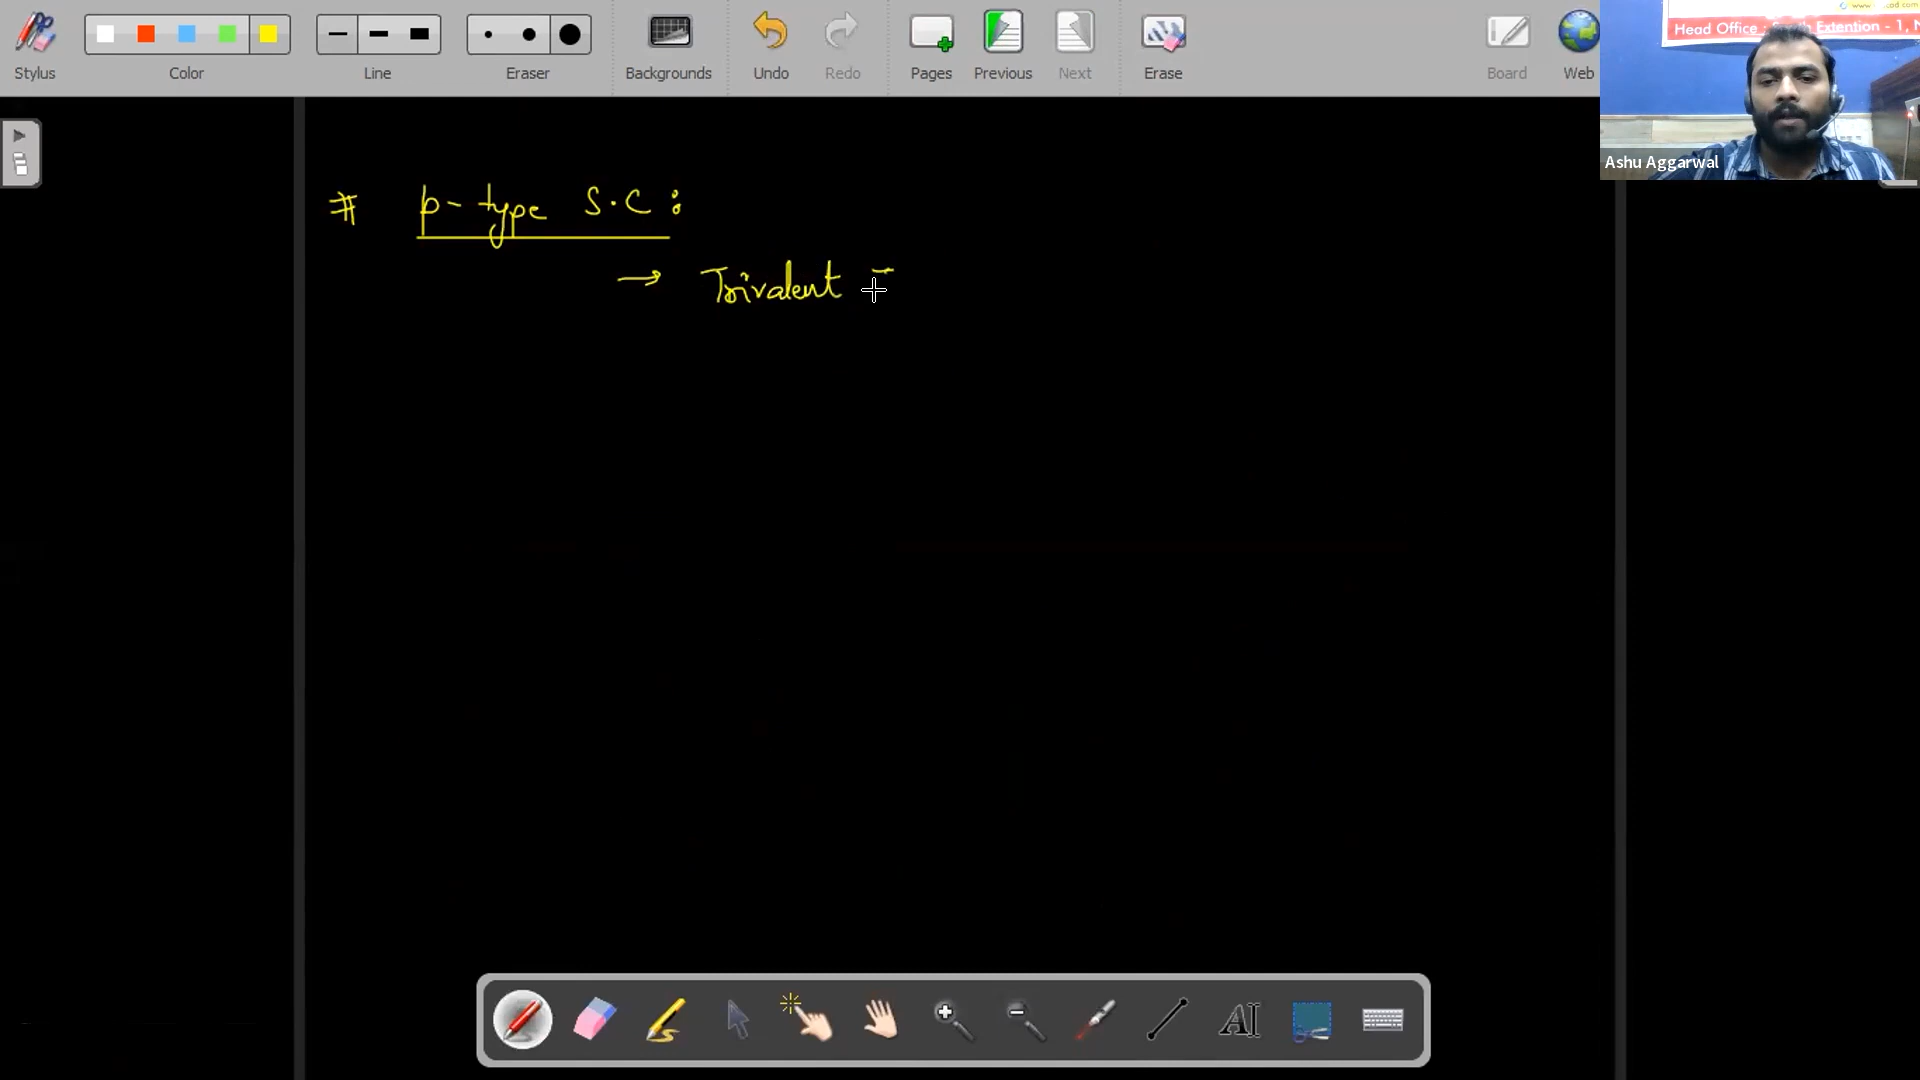 Stylus Color Line Eraser Backgrounds Undo Redo Pages Previous Next Erase Board Web
Head Office
Extention - 1, N
Ashu Aggarwal
# p-type S.C :
→ Trivalent